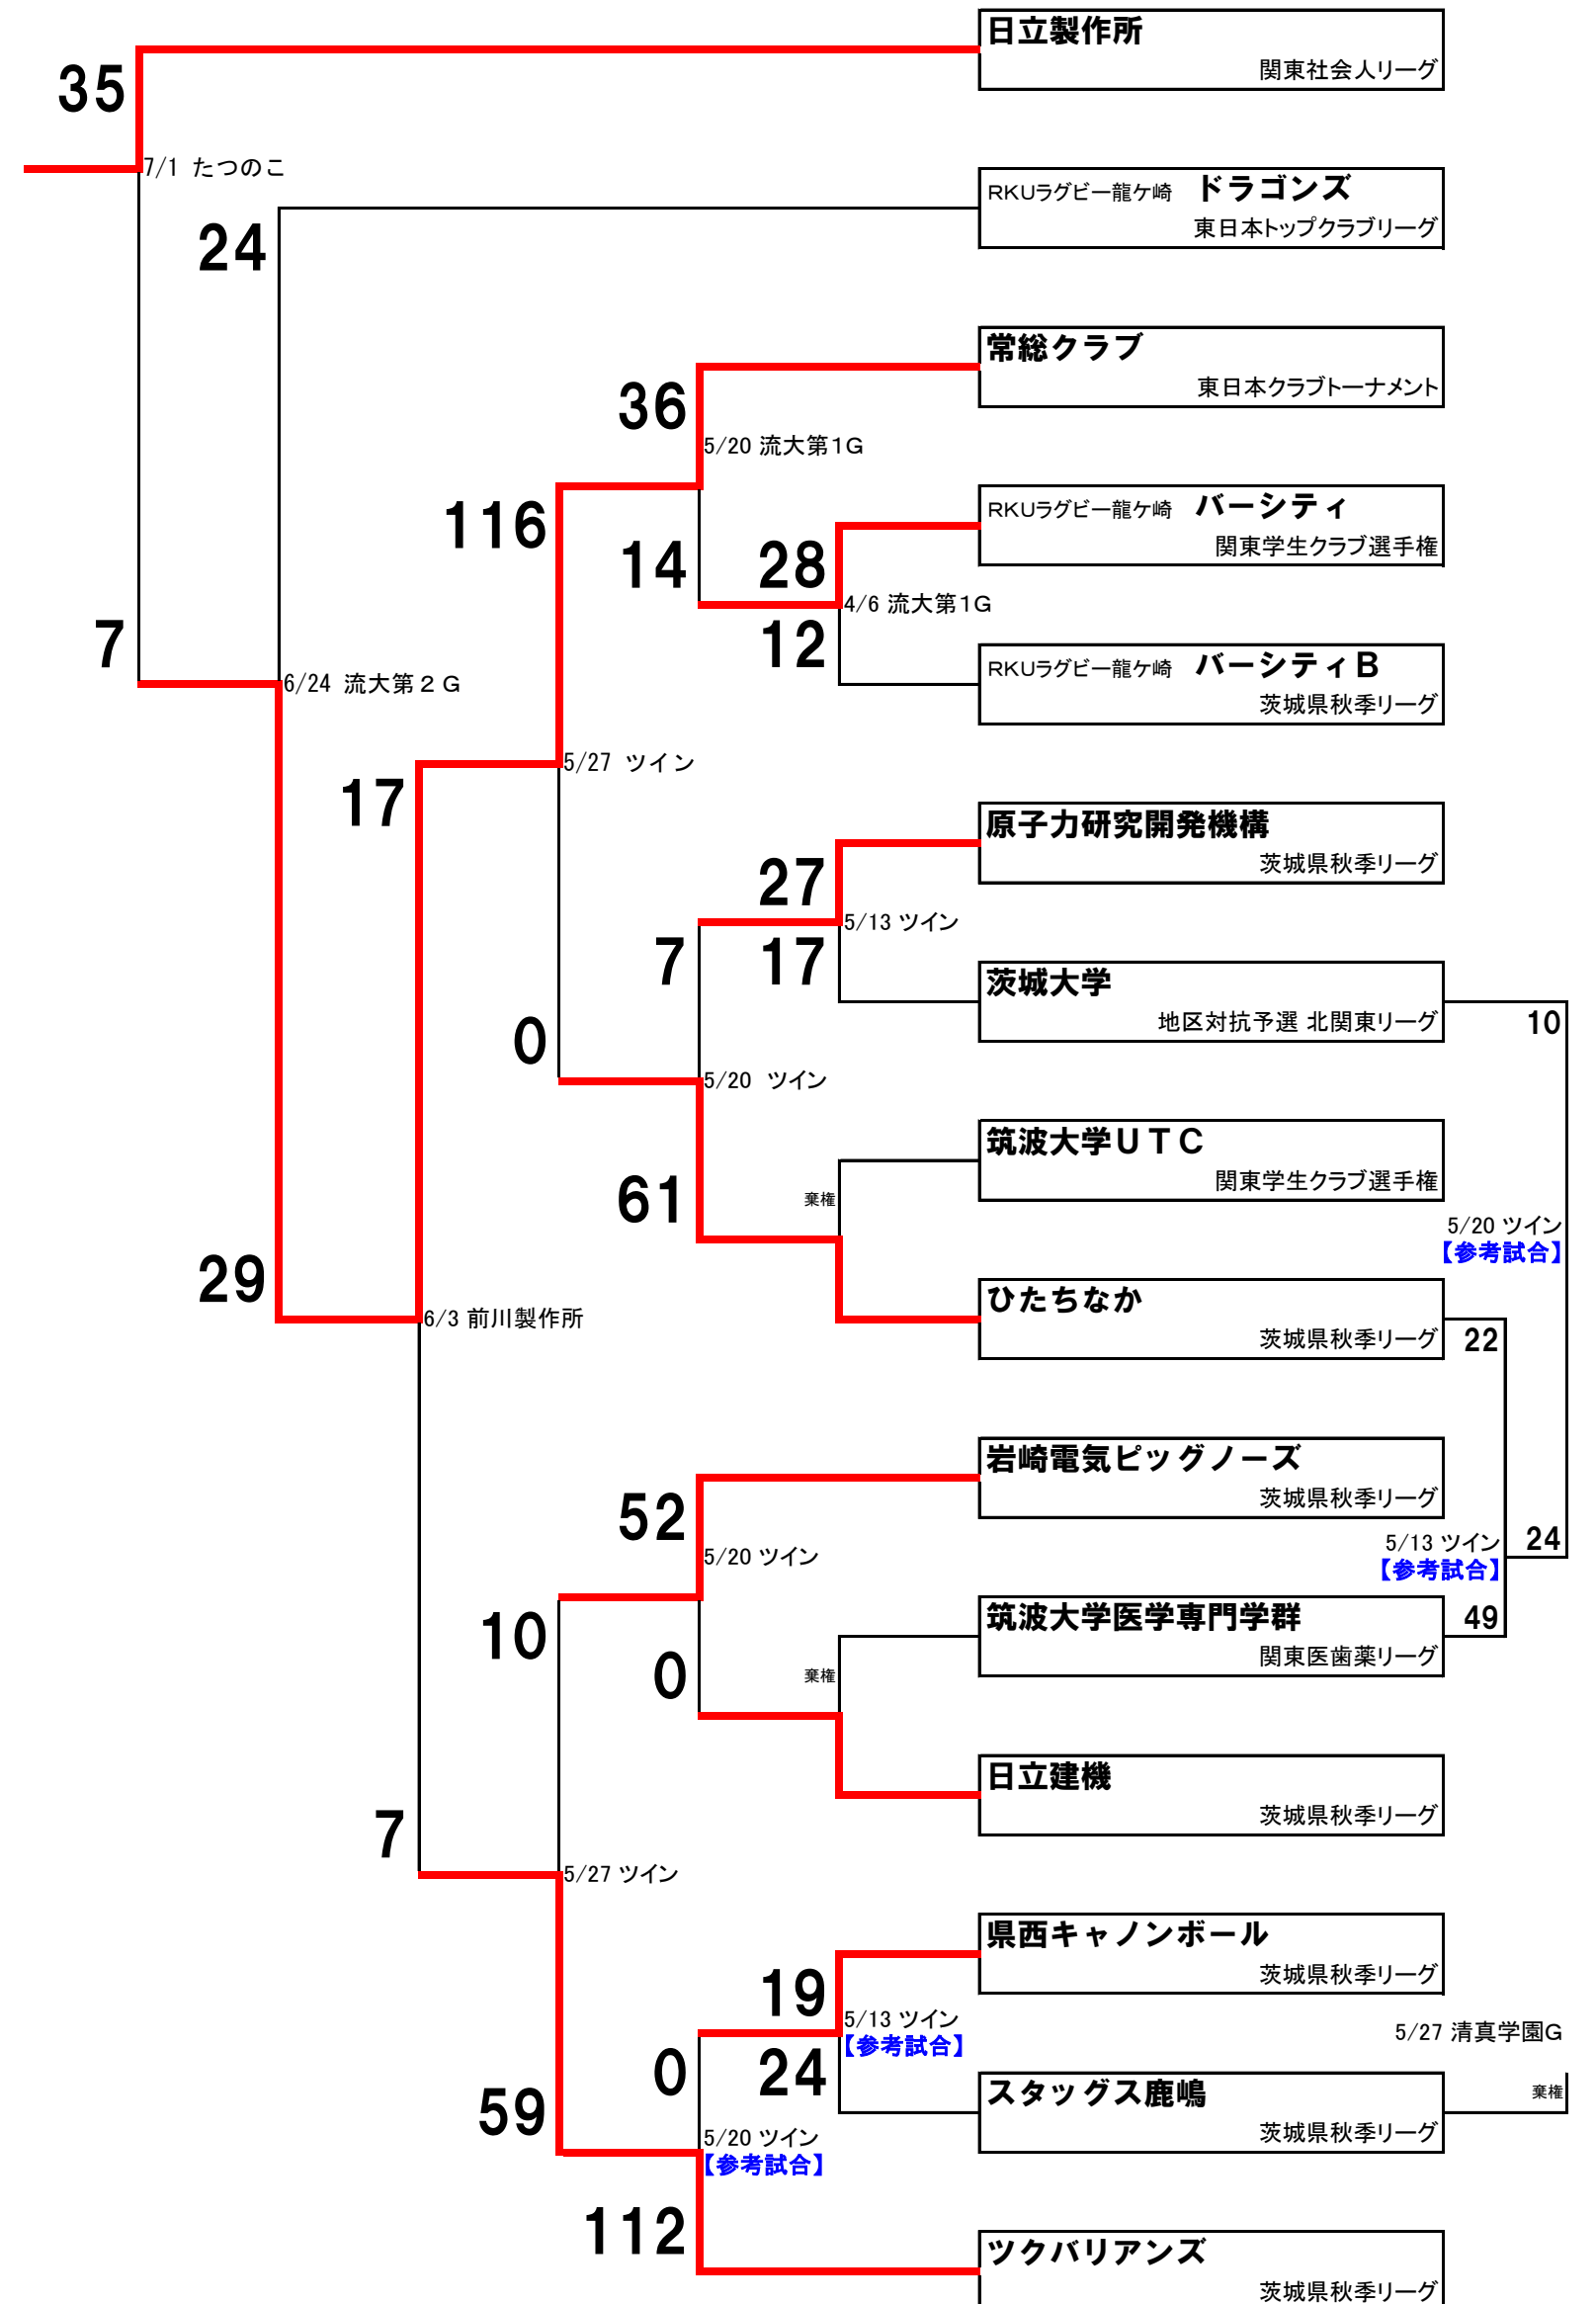 日立製作所
関東社会人リーグ
35
7/1 たつのこ
RKUラグビー龍ケ崎 ドラゴンズ
東日本トップクラブリーグ
24
常総クラブ
東日本クラブトーナメント
36
5/20 流大第1G
RKUラグビー龍ケ崎 バーシティ
関東学生クラブ選手権
116
14
28
4/6 流大第1G
7
12
RKUラグビー龍ケ崎 バーシティB
茨城県秋季リーグ
6/24 流大第2G
5/27 ツイン
17
原子力研究開発機構
茨城県秋季リーグ
27
5/13 ツイン
7
17
茨城大学
地区対抗予選 北関東リーグ
10
0
5/20 ツイン
筑波大学UTC
関東学生クラブ選手権
61
棄権
5/20 ツイン
【参考試合】
29
ひたちなか
茨城県秋季リーグ
6/3 前川製作所
22
岩崎電気ピッグノーズ
茨城県秋季リーグ
52
5/20 ツイン
5/13 ツイン
【参考試合】
24
筑波大学医学専門学群
関東医歯薬リーグ
49
10
0
棄権
日立建機
茨城県秋季リーグ
7
5/27 ツイン
県西キャノンボール
茨城県秋季リーグ
19
5/13 ツイン
【参考試合】
5/27 清真学園G
0
24
スタッグス鹿嶋
茨城県秋季リーグ
棄権
59
5/20 ツイン
【参考試合】
112
ツクバリアンズ
茨城県秋季リーグ